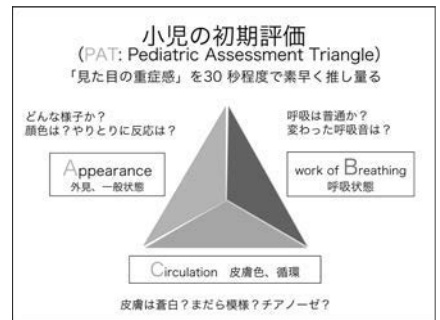 小児の初期評価
(PAT: Pediatric Assessment Triangle)
「見た目の重症感」を30 秒程度で素早く推し量る
どんな様子か?
顔色は?やりとりに反応は?
呼吸は普通か?
変わった呼吸音は?
Appearance
外見、一般状態
work of Breathing
呼吸状態
Circulation 皮膚色、循環
皮膚は蒼白?まだら模様?チアノーゼ?